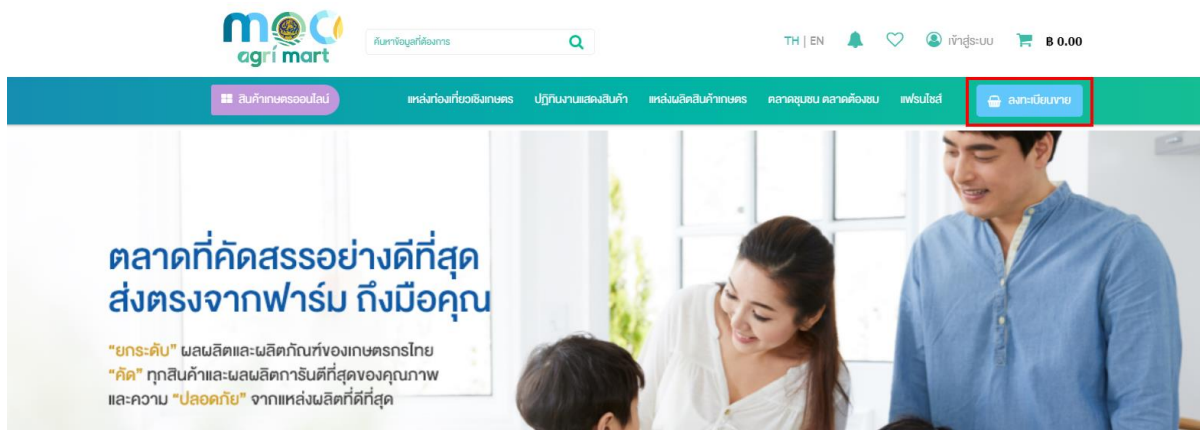 moc
agri mart
ค้นหาข้อมูลที่ต้องการ
TH | EN
เข้าสู่ระบบ
฿ 0.00
สินค้าเกษตรออนไลน์
แหล่งท่องเที่ยวเชิงเกษตร
ปฏิทินงานแสดงสินค้า
แหล่งผลิตสินค้าเกษตร
ตลาดชุมชน ตลาดต้องชม
แฟรนไชส์
ลงทะเบียนขาย
ตลาดที่คัดสรรอย่างดีที่สุด
ส่งตรงจากฟาร์ม ถึงมือคุณ
“ยกระดับ” ผลผลิตและผลิตภัณฑ์ของเกษตรกรไทย
“คัด” ทุกสินค้าและผลผลิตการันตีที่สุดของคุณภาพ
และความ “ปลอดภัย” จากแหล่งผลิตที่ดีที่สุด